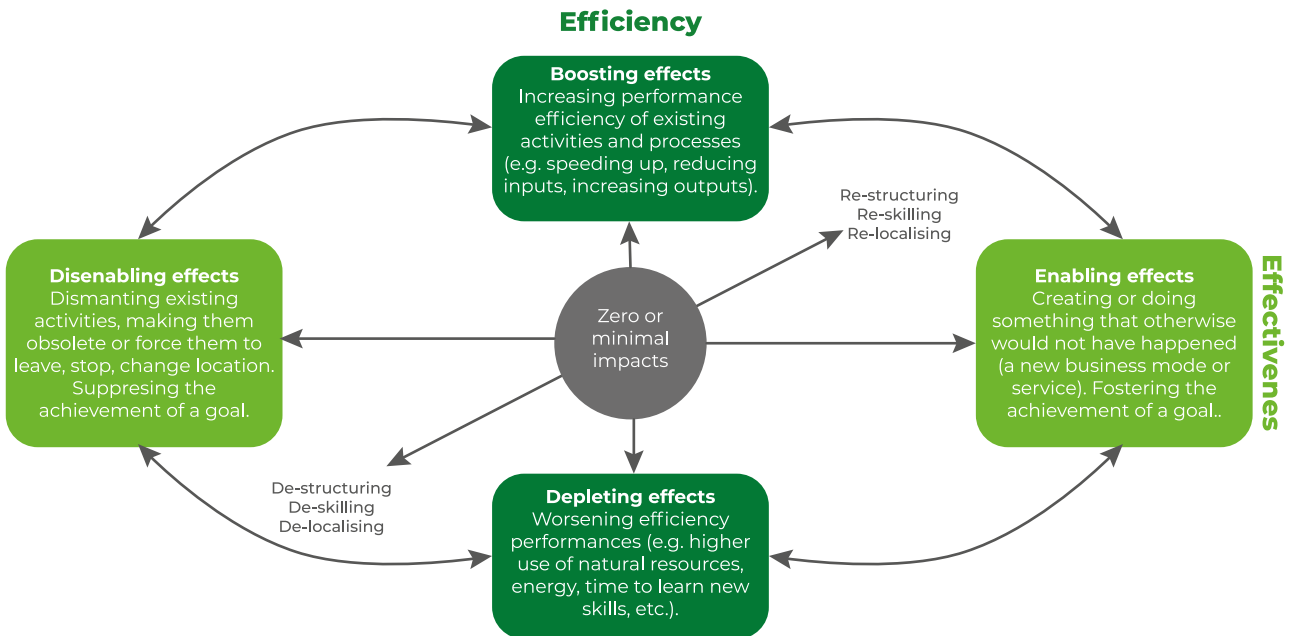 Efficiency
Boosting effects
Increasing performance
efficiency of existing
activities and processes
(e.g. speeding up, reducing
inputs, increasing outputs).
Re-structuring
Re-skilling
Re-localising
Disenabling effects
Dismanting existing
activities, making them
obsolete or force them to
leave, stop, change location.
Suppresing the
achievement of a goal.
Zero or
minimal
impacts
Enabling effects
Creating or doing
something that otherwise
would not have happened
(a new business mode or
service). Fostering the
achievement of a goal..
Effectivenes
De-structuring
De-skilling
De-localising
Depleting effects
Worsening efficiency
performances (e.g. higher
use of natural resources,
energy, time to learn new
skills, etc.).